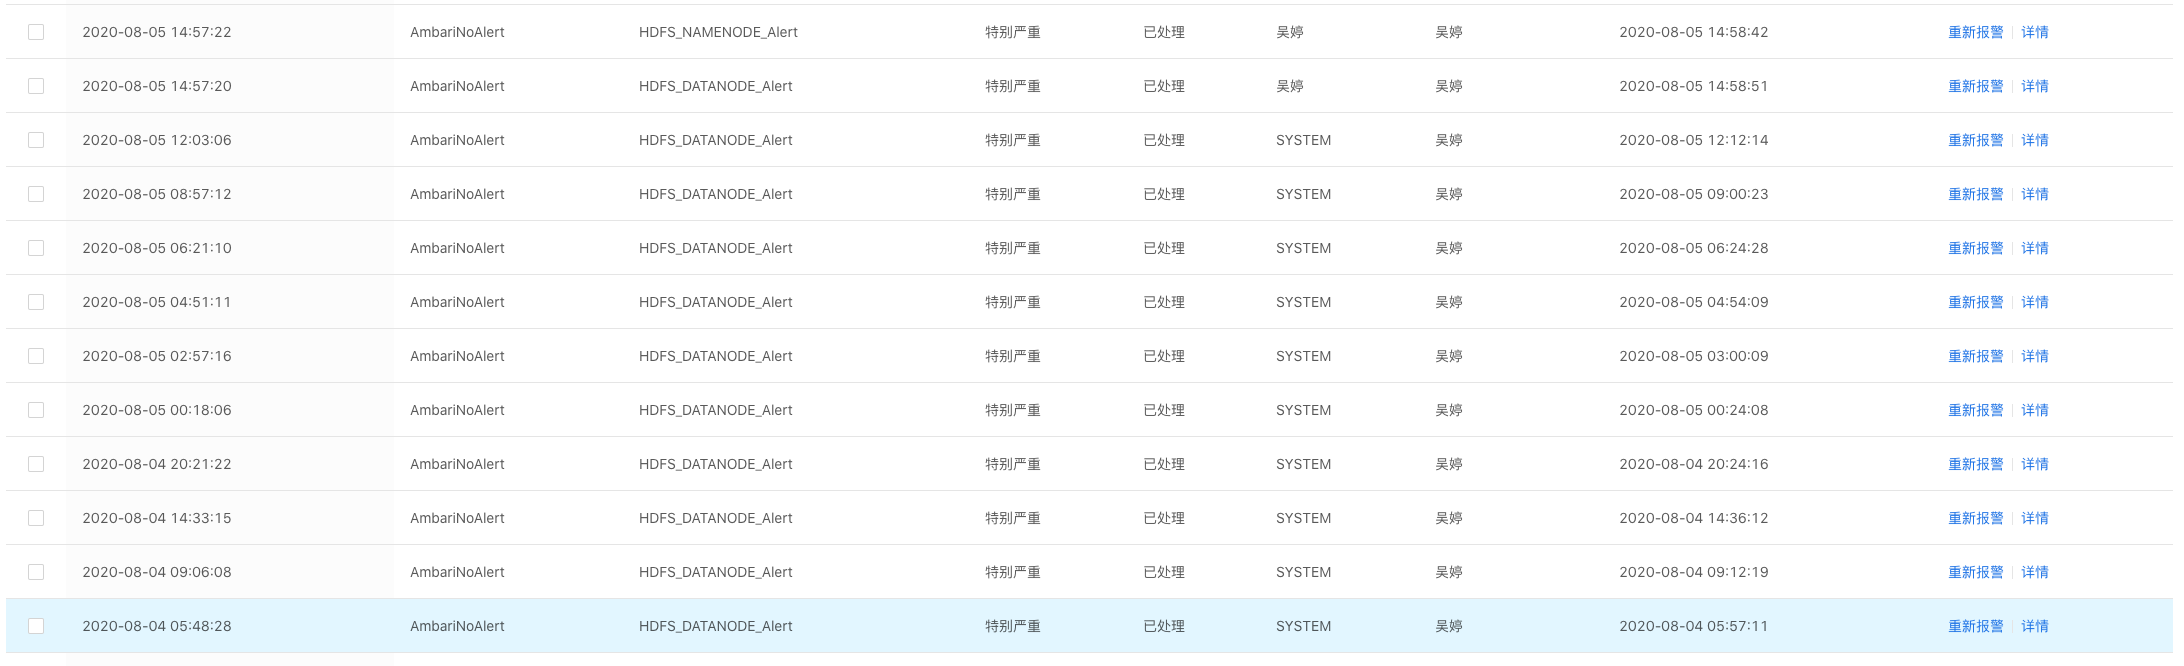 2020-08-05 14:57:22 AmbariNoAlert HDFS_NAMENODE_Alert 特别严重 已处理 吴婷 吴婷 2020-08-05 14:58:42 重新报警 详情
2020-08-05 14:57:20 AmbariNoAlert HDFS_DATANODE_Alert 特别严重 已处理 吴婷 吴婷 2020-08-05 14:58:51 重新报警 详情
2020-08-05 12:03:06 AmbariNoAlert HDFS_DATANODE_Alert 特别严重 已处理 SYSTEM 吴婷 2020-08-05 12:12:14 重新报警 详情
2020-08-05 08:57:12 AmbariNoAlert HDFS_DATANODE_Alert 特别严重 已处理 SYSTEM 吴婷 2020-08-05 09:00:23 重新报警 详情
2020-08-05 06:21:10 AmbariNoAlert HDFS_DATANODE_Alert 特别严重 已处理 SYSTEM 吴婷 2020-08-05 06:24:28 重新报警 详情
2020-08-05 04:51:11 AmbariNoAlert HDFS_DATANODE_Alert 特别严重 已处理 SYSTEM 吴婷 2020-08-05 04:54:09 重新报警 详情
2020-08-05 02:57:16 AmbariNoAlert HDFS_DATANODE_Alert 特别严重 已处理 SYSTEM 吴婷 2020-08-05 03:00:09 重新报警 详情
2020-08-05 00:18:06 AmbariNoAlert HDFS_DATANODE_Alert 特别严重 已处理 SYSTEM 吴婷 2020-08-05 00:24:08 重新报警 详情
2020-08-04 20:21:22 AmbariNoAlert HDFS_DATANODE_Alert 特别严重 已处理 SYSTEM 吴婷 2020-08-04 20:24:16 重新报警 详情
2020-08-04 14:33:15 AmbariNoAlert HDFS_DATANODE_Alert 特别严重 已处理 SYSTEM 吴婷 2020-08-04 14:36:12 重新报警 详情
2020-08-04 09:06:08 AmbariNoAlert HDFS_DATANODE_Alert 特别严重 已处理 SYSTEM 吴婷 2020-08-04 09:12:19 重新报警 详情
2020-08-04 05:48:28 AmbariNoAlert HDFS_DATANODE_Alert 特别严重 已处理 SYSTEM 吴婷 2020-08-04 05:57:11 重新报警 详情